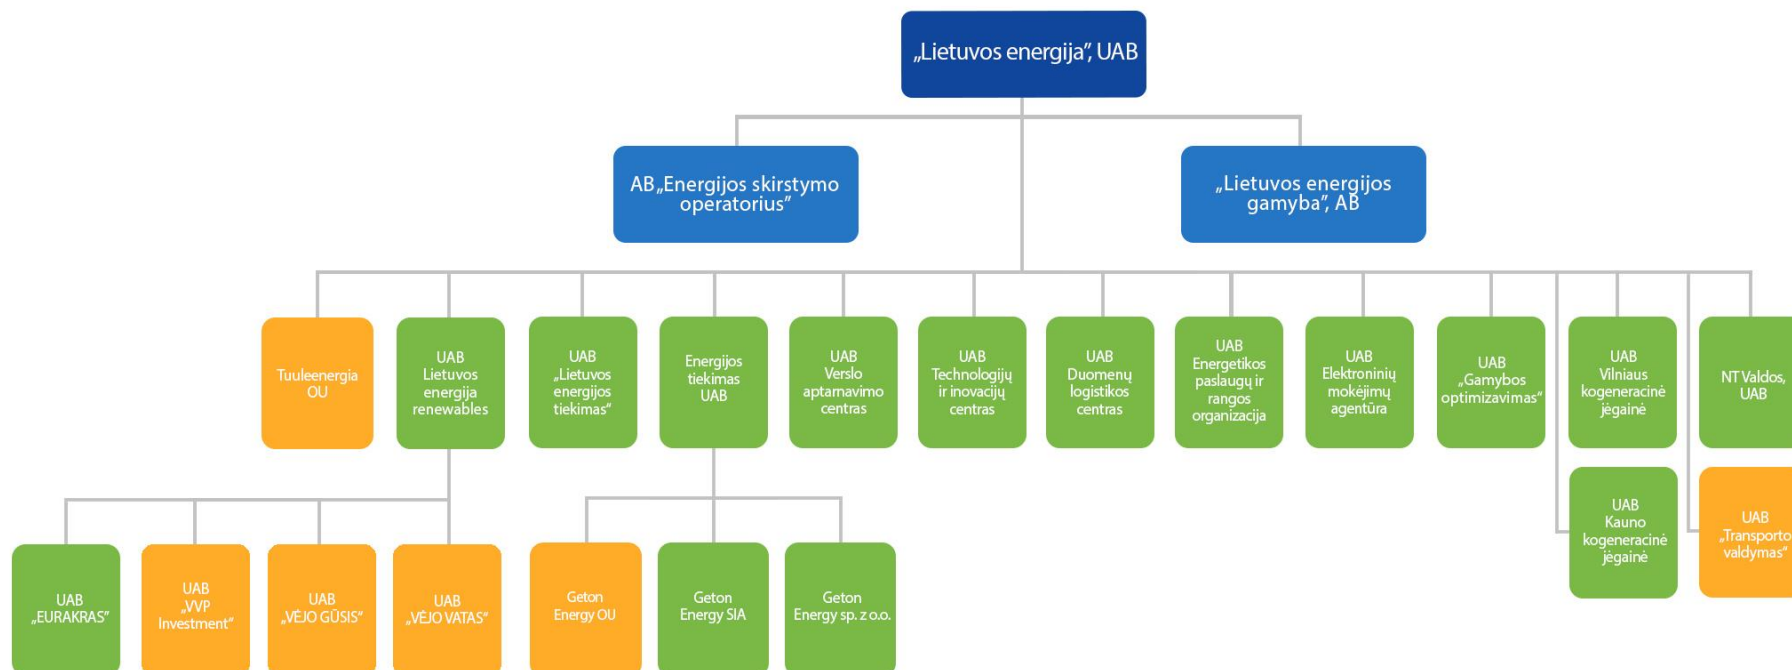 „Lietuvos energija”, UAB
AB „Energijos skirstymo
operatorius”
„Lietuvos energijos
gamyba”, AB
Tuuleenergia
OU
UAB
Lietuvos
energija
renewables
UAB
„Lietuvos
energijos
tiekimas“
Energijos
tiekimas
UAB
UAB
Verslo
aptarnavimo
centras
UAB
Technologijų
ir inovacijų
centras
UAB
Duomenų
logistikos
centras
UAB
Energetikos
paslaugų ir
rangos
organizacija
UAB
Elektroninių
mokėjimų
agentūra
UAB
„Gamybos
optimizavimas“
UAB
Vilniaus
kogeneracinė
jėgainė
NT Valdos,
UAB
UAB
Kauno
kogeneracinė
jėgainė
UAB
„Transporto
valdymas“
UAB
„EURAKRAS“
UAB
„VVP
Investment“
UAB
„VĖJO GŪSIS“
UAB
„VĖJO VATAS“
Geton
Energy OU
Geton
Energy SIA
Geton
Energy sp. z o.o.